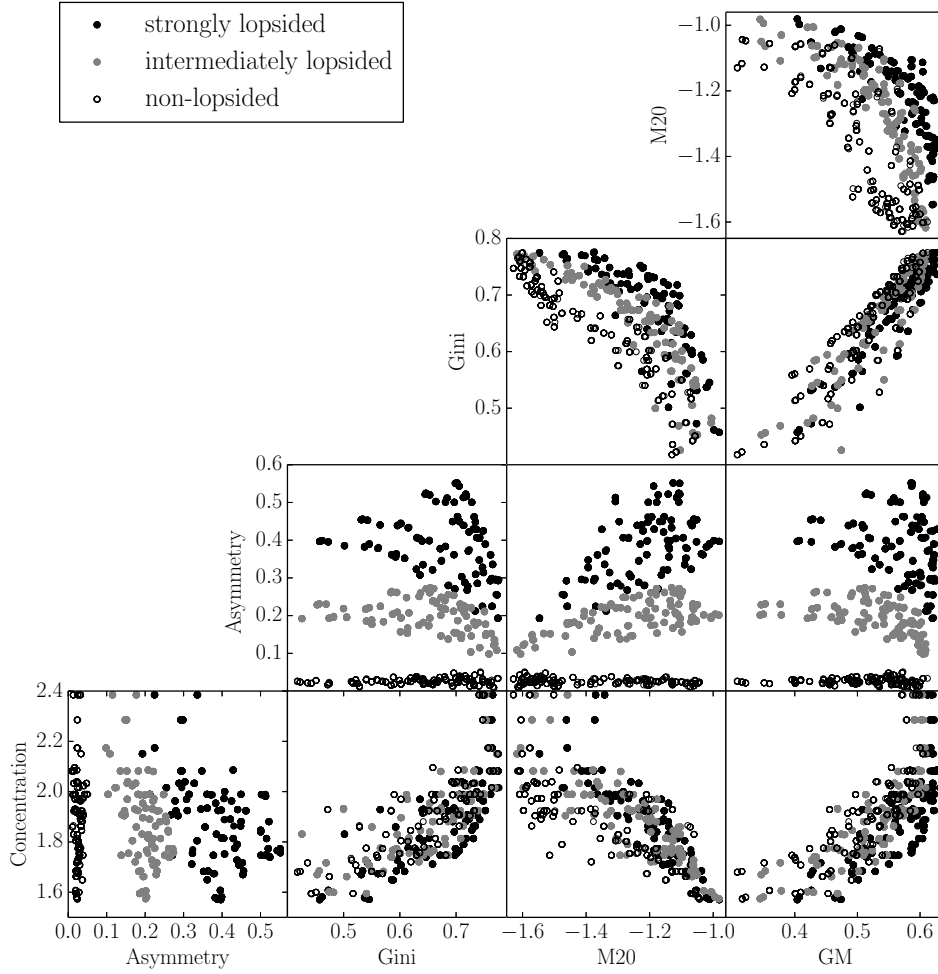 strongly lopsided
intermediately lopsided
non-lopsided
−1.0
−1.2
−1.4
−1.6
M20
0.8
0.7
0.6
0.5
Gini
0.6
0.5
0.4
0.3
0.2
0.1
Asymmetry
2.4
2.2
2.0
1.8
1.6
Concentration
0.0 0.1 0.2 0.3 0.4 0.5
0.5 0.6 0.7
−1.6 −1.4 −1.2 −1.0
0.4 0.5 0.6
Asymmetry
Gini
M20
GM